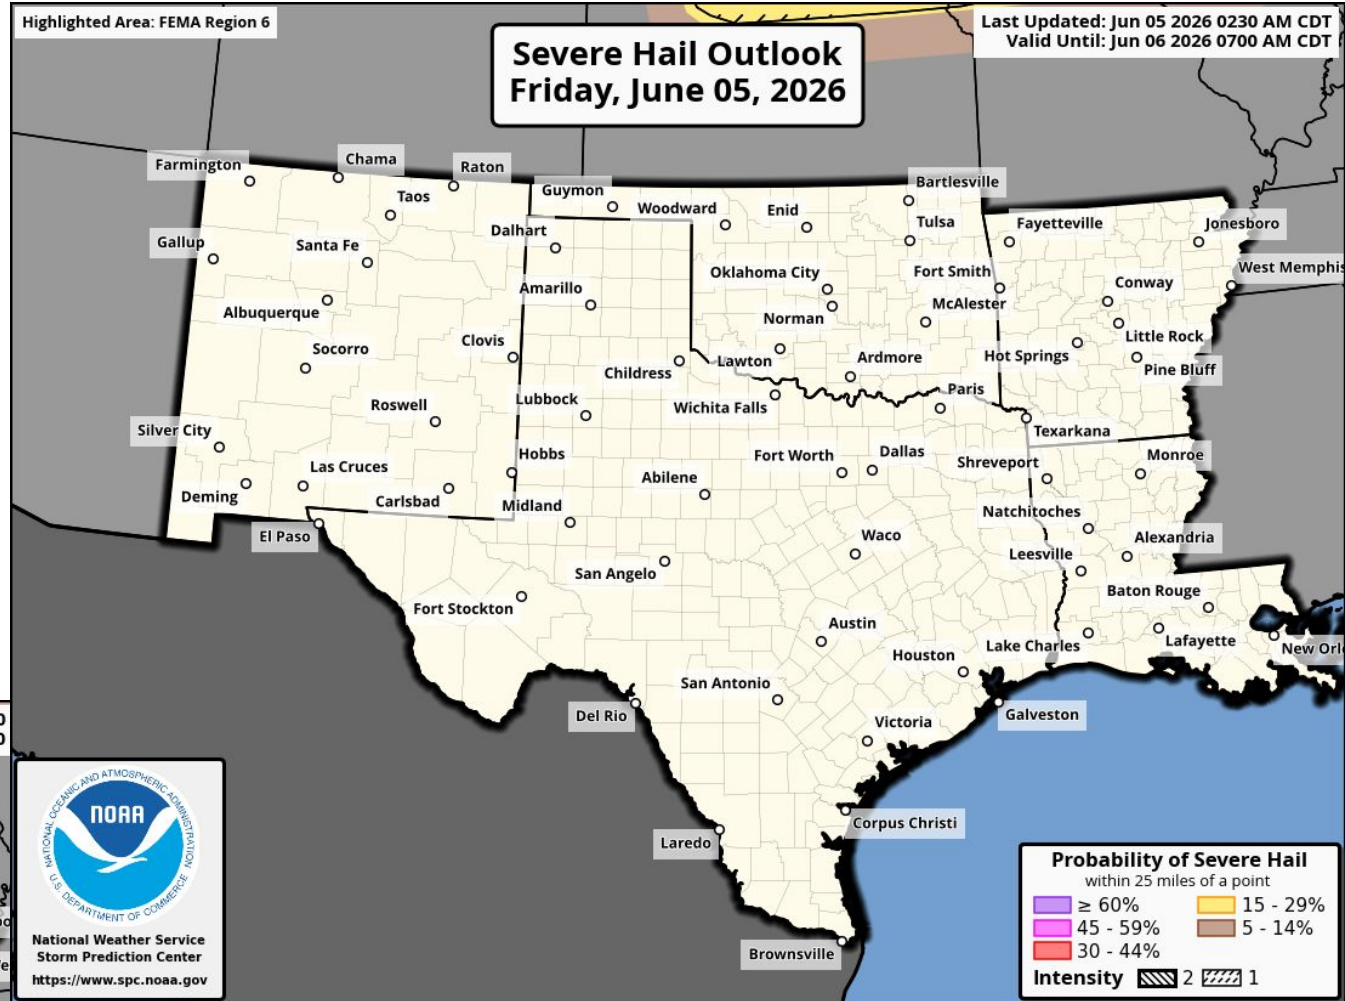 Highlighted Area: FEMA Region 6
Last Updated: Jun 05 2026 0230 AM CDT
Valid Until: Jun 06 2026 0700 AM CDT
Severe Hail Outlook
Friday, June 05, 2026
Farmington
Chama
Raton
Taos
Guymon
Woodward
Enid
Bartlesville
Gallup
Santa Fe
Dalhart
Tulsa
Fayetteville
Jonesboro
Oklahoma City
Fort Smith
West Memphis
Albuquerque
Amarillo
Norman
McAlester
Conway
Socorro
Clovis
Childress
Lawton
Ardmore
Hot Springs
Little Rock
Pine Bluff
Roswell
Lubbock
Wichita Falls
Paris
Silver City
Texarkana
Las Cruces
Hobbs
Abilene
Fort Worth
Dallas
Shreveport
Monroe
Deming
Carlsbad
Midland
Natchitoches
El Paso
Waco
Alexandria
San Angelo
Leesville
Fort Stockton
Baton Rouge
Austin
Houston
Lake Charles
Lafayette
New Orl
San Antonio
Del Rio
Victoria
Galveston
Laredo
Corpus Christi
Brownsville
NATIONAL OCEANIC AND ATMOSPHERIC ADMINISTRATION
NOAA
U.S. DEPARTMENT OF COMMERCE
National Weather Service
Storm Prediction Center
https://www.spc.noaa.gov
Probability of Severe Hail
within 25 miles of a point
≥ 60%
15 - 29%
45 - 59%
5 - 14%
30 - 44%
Intensity 2 1